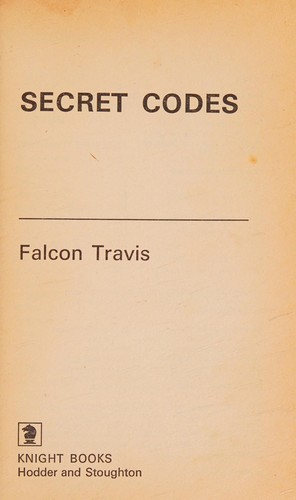 SECRET CODES
Falcon Travis
KNIGHT BOOKS
Hodder and Stoughton